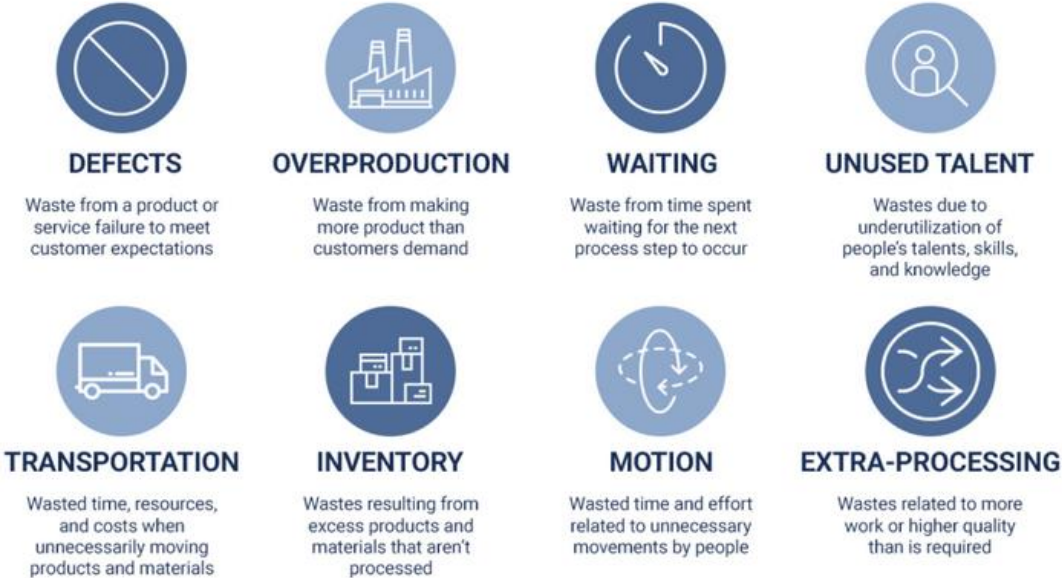 DEFECTS
Waste from a product or
service failure to meet
customer expectations
OVERPRODUCTION
Waste from making
more product than
customers demand
WAITING
Waste from time spent
waiting for the next
process step to occur
UNUSED TALENT
Wastes due to
underutilization of
people's talents, skills,
and knowledge
TRANSPORTATION
Wasted time, resources,
and costs when
unnecessarily moving
products and materials
INVENTORY
Wastes resulting from
excess products and
materials that aren't
processed
MOTION
Wasted time and effort
related to unnecessary
movements by people
EXTRA-PROCESSING
Wastes related to more
work or higher quality
than is required